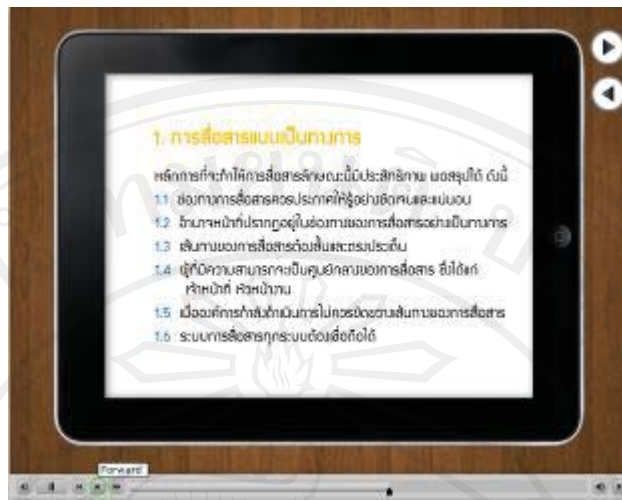 1. การสื่อสารแบบเป็นทางการ
หลักการที่จะทำให้การสื่อสารลักษณะนี้มีประสิทธิภาพ พอสรุปได้ ดังนี้
1.1 ช่องทางการสื่อสารควรประกาศให้รู้อย่างชัดเจนและแน่นอน
1.2 อำนาจหน้าที่ปรากฏอยู่ในช่องทางของการสื่อสารอย่างเป็นทางการ
1.3 เส้นทางของการสื่อสารต้องสั้นและตรงประเด็น
1.4 ผู้ที่มีความสามารถจะเป็นศูนย์กลางของการสื่อสาร ซึ่งได้แก่
เจ้าหน้าที่ หัวหน้างาน
1.5 เมื่อองค์การกำลังดำเนินการไม่ควรขัดขวางเส้นทางของการสื่อสาร
1.6 ระบบการสื่อสารทุกระบบต้องเชื่อถือได้
Forward